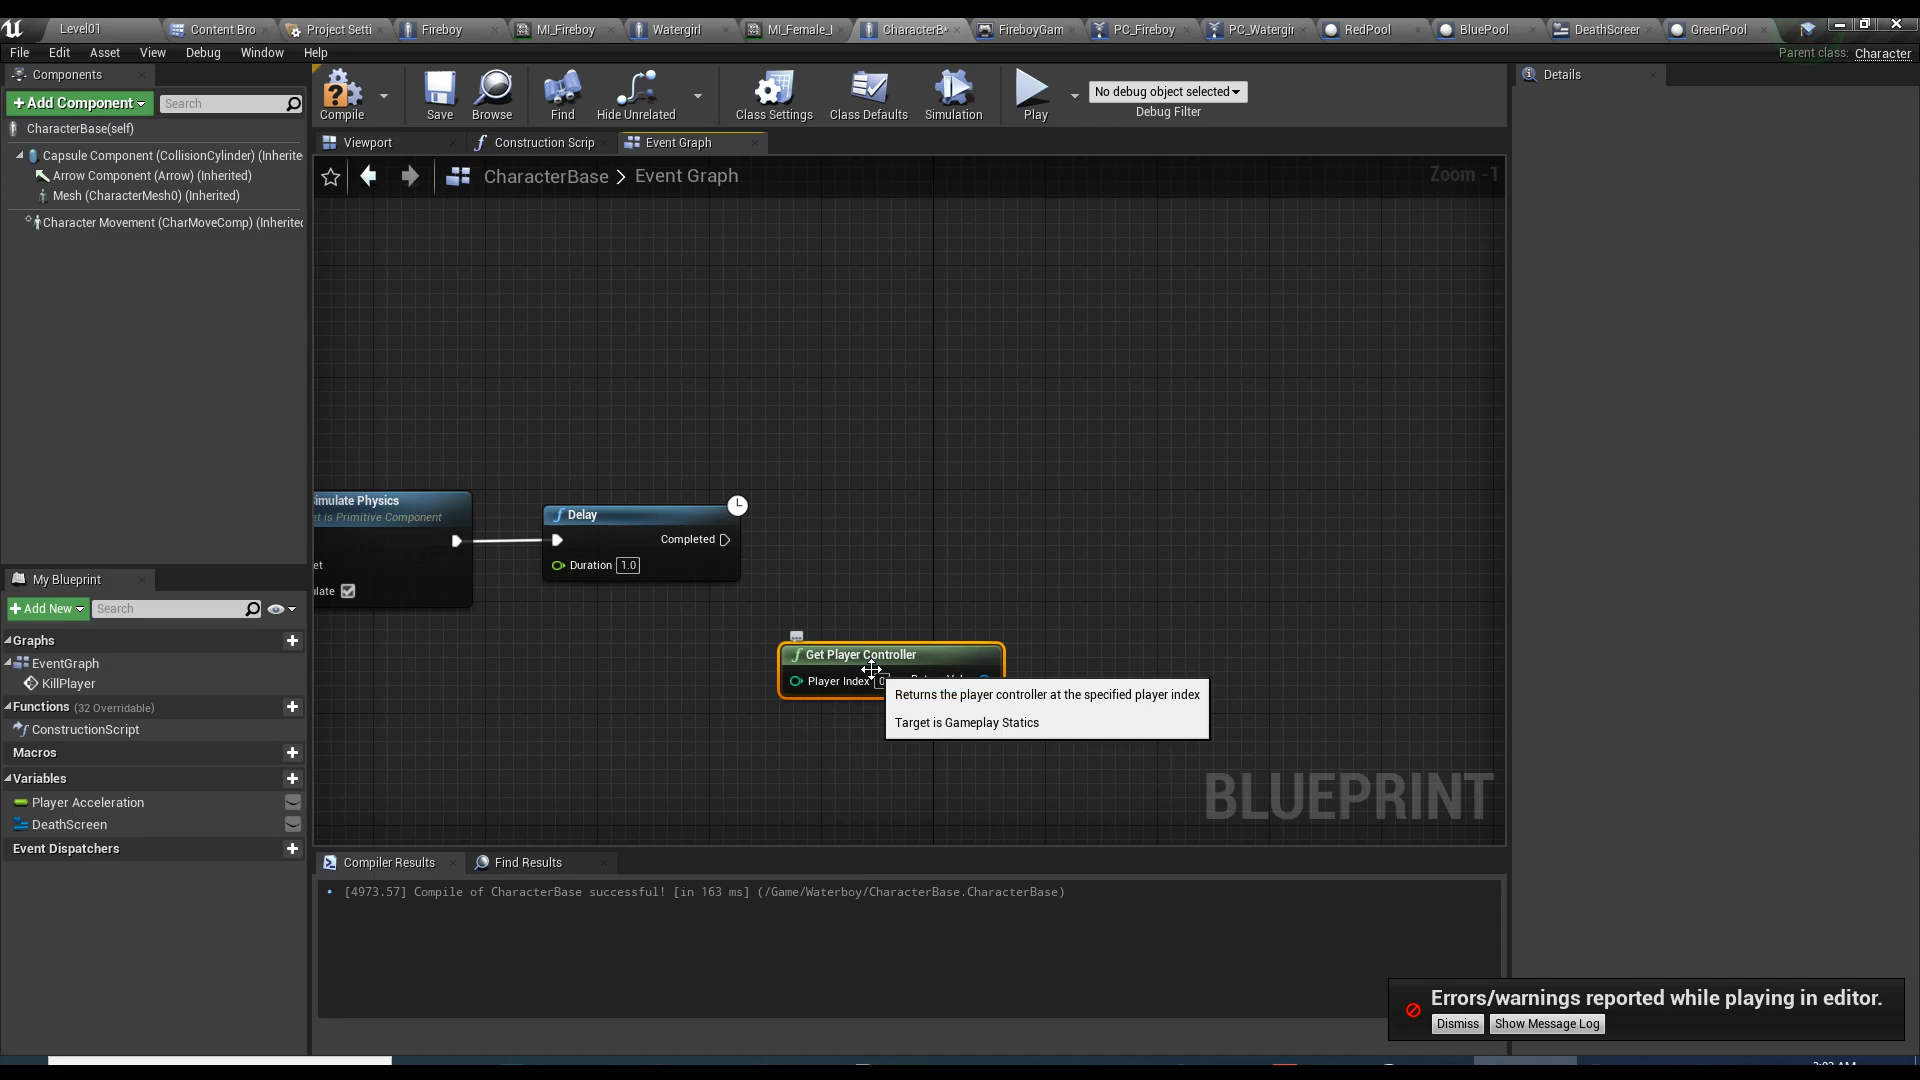 Level01
Content Bro
Project Setti
Fireboy
MI_Fireboy
Watergirl
MI_Female_I
CharacterB*
FireboyGam
PC_Fireboy
PC_Watergir
RedPool
BluePool
DeathScreer
GreenPool
File Edit Asset View Debug Window Help
Parent class: Character
Components
Details
+Add Component
Search
CharacterBase(self)
Capsule Component (CollisionCylinder) (Inherite
Arrow Component (Arrow) (Inherited)
Mesh (CharacterMesh0) (Inherited)
Character Movement (CharMoveComp) (Inherited
Compile
Save
Browse
Find
Hide Unrelated
Class Settings
Class Defaults
Simulation
Play
No debug object selected
Debug Filter
Viewport
Construction Scrip
Event Graph
CharacterBase > Event Graph
Zoom -1
Simulate Physics
et is Primitive Component
et
ulate
Delay
Completed
Duration 1.0
Get Player Controller
Player Index 0
Returns the player controller at the specified player index
Target is Gameplay Statics
BLUEPRINT
My Blueprint
+Add New
Search
Graphs
EventGraph
KillPlayer
Functions (32 Overridable)
ConstructionScript
Macros
Variables
Player Acceleration
DeathScreen
Event Dispatchers
Compiler Results
Find Results
[4973.57] Compile of CharacterBase successful! [in 163 ms] (/Game/Waterboy/CharacterBase.CharacterBase)
Errors/warnings reported while playing in editor.
Dismiss
Show Message Log